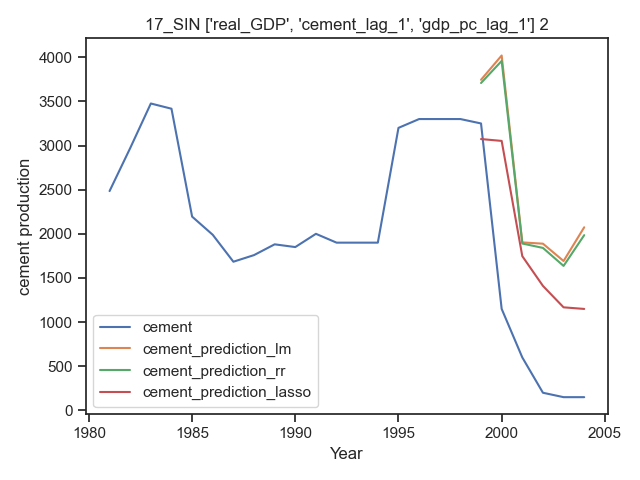 17_SIN ['real_GDP', 'cement_lag_1', 'gdp_pc_lag_1'] 2
4000
3500
3000
2500
2000
1500
1000
500
0
cement production
cement
cement_prediction_lm
cement_prediction_rr
cement_prediction_lasso
1980
1985
1990
1995
2000
2005
Year